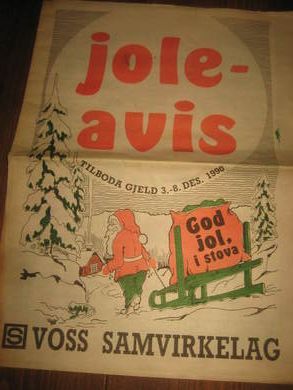 jole-
avis
TILBODA GJELD 3.-8. DES. 1990
God
jol,
i stova
S VOSS SAMVIRKELAG